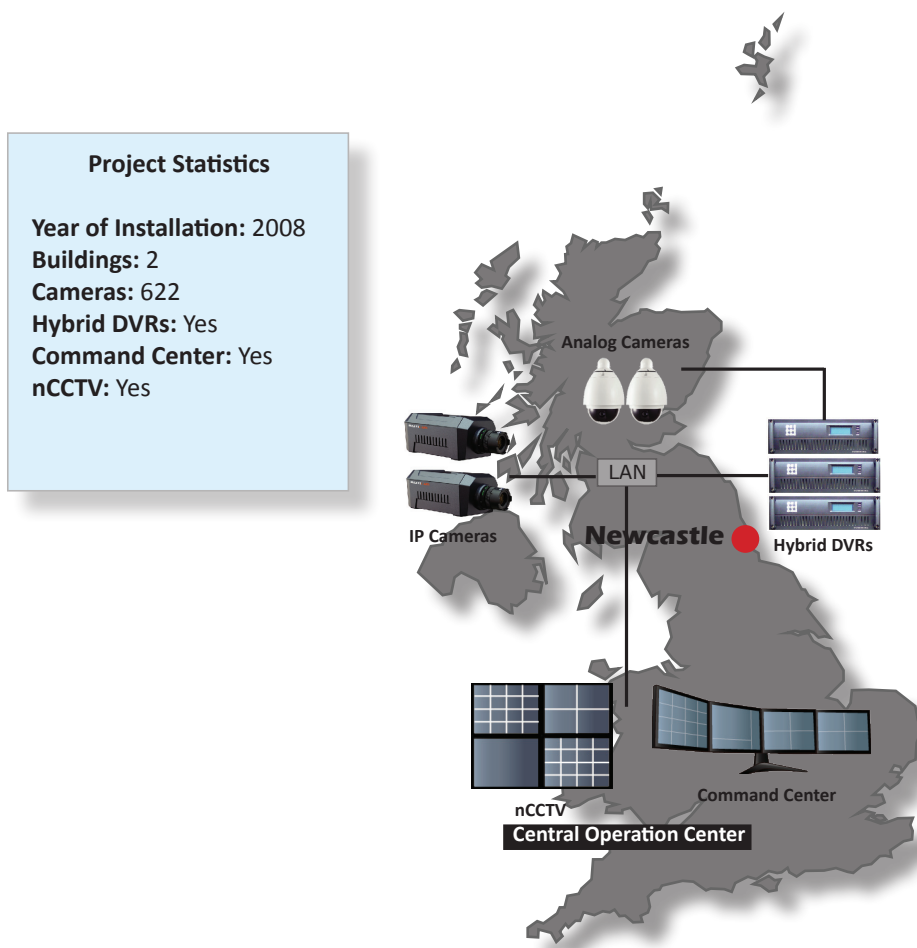 Project Statistics
Year of Installation: 2008
Buildings: 2
Cameras: 622
Hybrid DVRs: Yes
Command Center: Yes
nCCTV: Yes
Analog Cameras
LAN
IP Cameras
Newcastle
Hybrid DVRs
nCCTV
Command Center
Central Operation Center